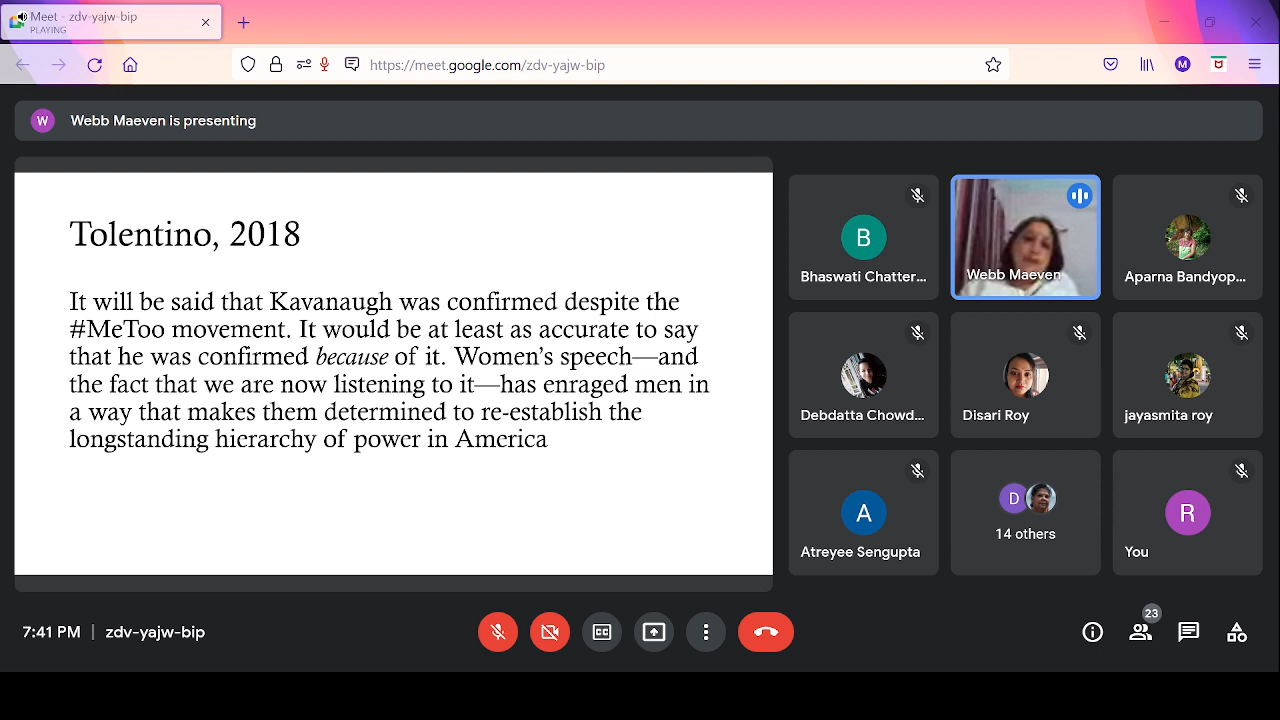 Meet - zdv-yajw-bip
PLAYING
https://meet.google.com/zdv-yajw-bip
M
W
Webb Maeven is presenting
Tolentino, 2018
It will be said that Kavanaugh was confirmed despite the
#MeToo movement. It would be at least as accurate to say
that he was confirmed because of it. Women's speech—and
the fact that we are now listening to it—has enraged men in
a way that makes them determined to re-establish the
longstanding hierarchy of power in America
B
Bhaswati Chatter...
Webb Maeven
Aparna Bandyop...
Debdatta Chowd...
Disari Roy
jayasmita roy
A
Atreyee Sengupta
D
14 others
R
You
7:41 PM | zdv-yajw-bip
CC
23